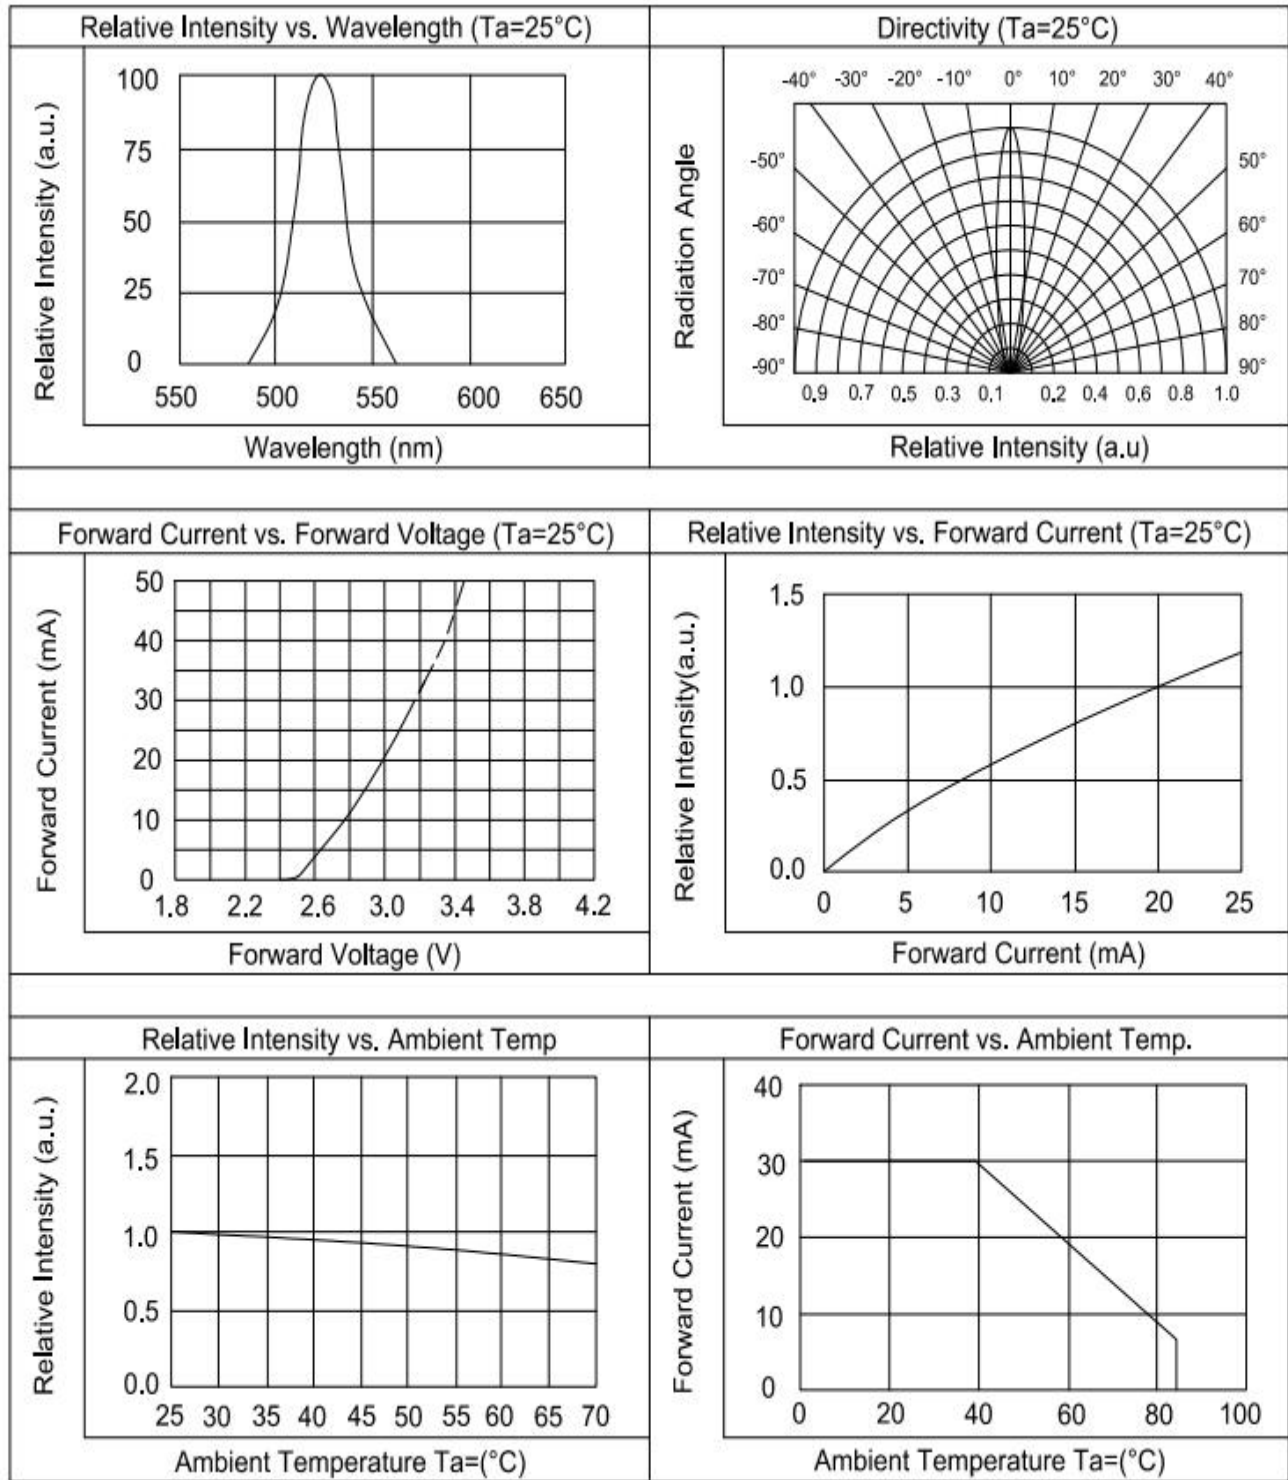 Relative Intensity vs. Wavelength (Ta=25°C)
Relative Intensity (a.u.)
100
75
50
25
0
550 500 550 600 650
Wavelength (nm)
Directivity (Ta=25°C)
Radiation Angle
-40° -30° -20° -10° 0° 10° 20° 30° 40°
-50° 50°
-60° 60°
-70° 70°
-80° 80°
-90° 90°
0.9 0.7 0.5 0.3 0.1 0.2 0.4 0.6 0.8 1.0
Relative Intensity (a.u)
Forward Current vs. Forward Voltage (Ta=25°C)
Forward Current (mA)
50
40
30
20
10
0
1.8 2.2 2.6 3.0 3.4 3.8 4.2
Forward Voltage (V)
Relative Intensity vs. Forward Current (Ta=25°C)
Relative Intensity(a.u.)
1.5
1.0
0.5
0.0
0 5 10 15 20 25
Forward Current (mA)
Relative Intensity vs. Ambient Temp
Relative Intensity (a.u.)
2.0
1.5
1.0
0.5
0.0
25 30 35 40 45 50 55 60 65 70
Ambient Temperature Ta=(°C)
Forward Current vs. Ambient Temp.
Forward Current (mA)
40
30
20
10
0
0 20 40 60 80 100
Ambient Temperature Ta=(°C)